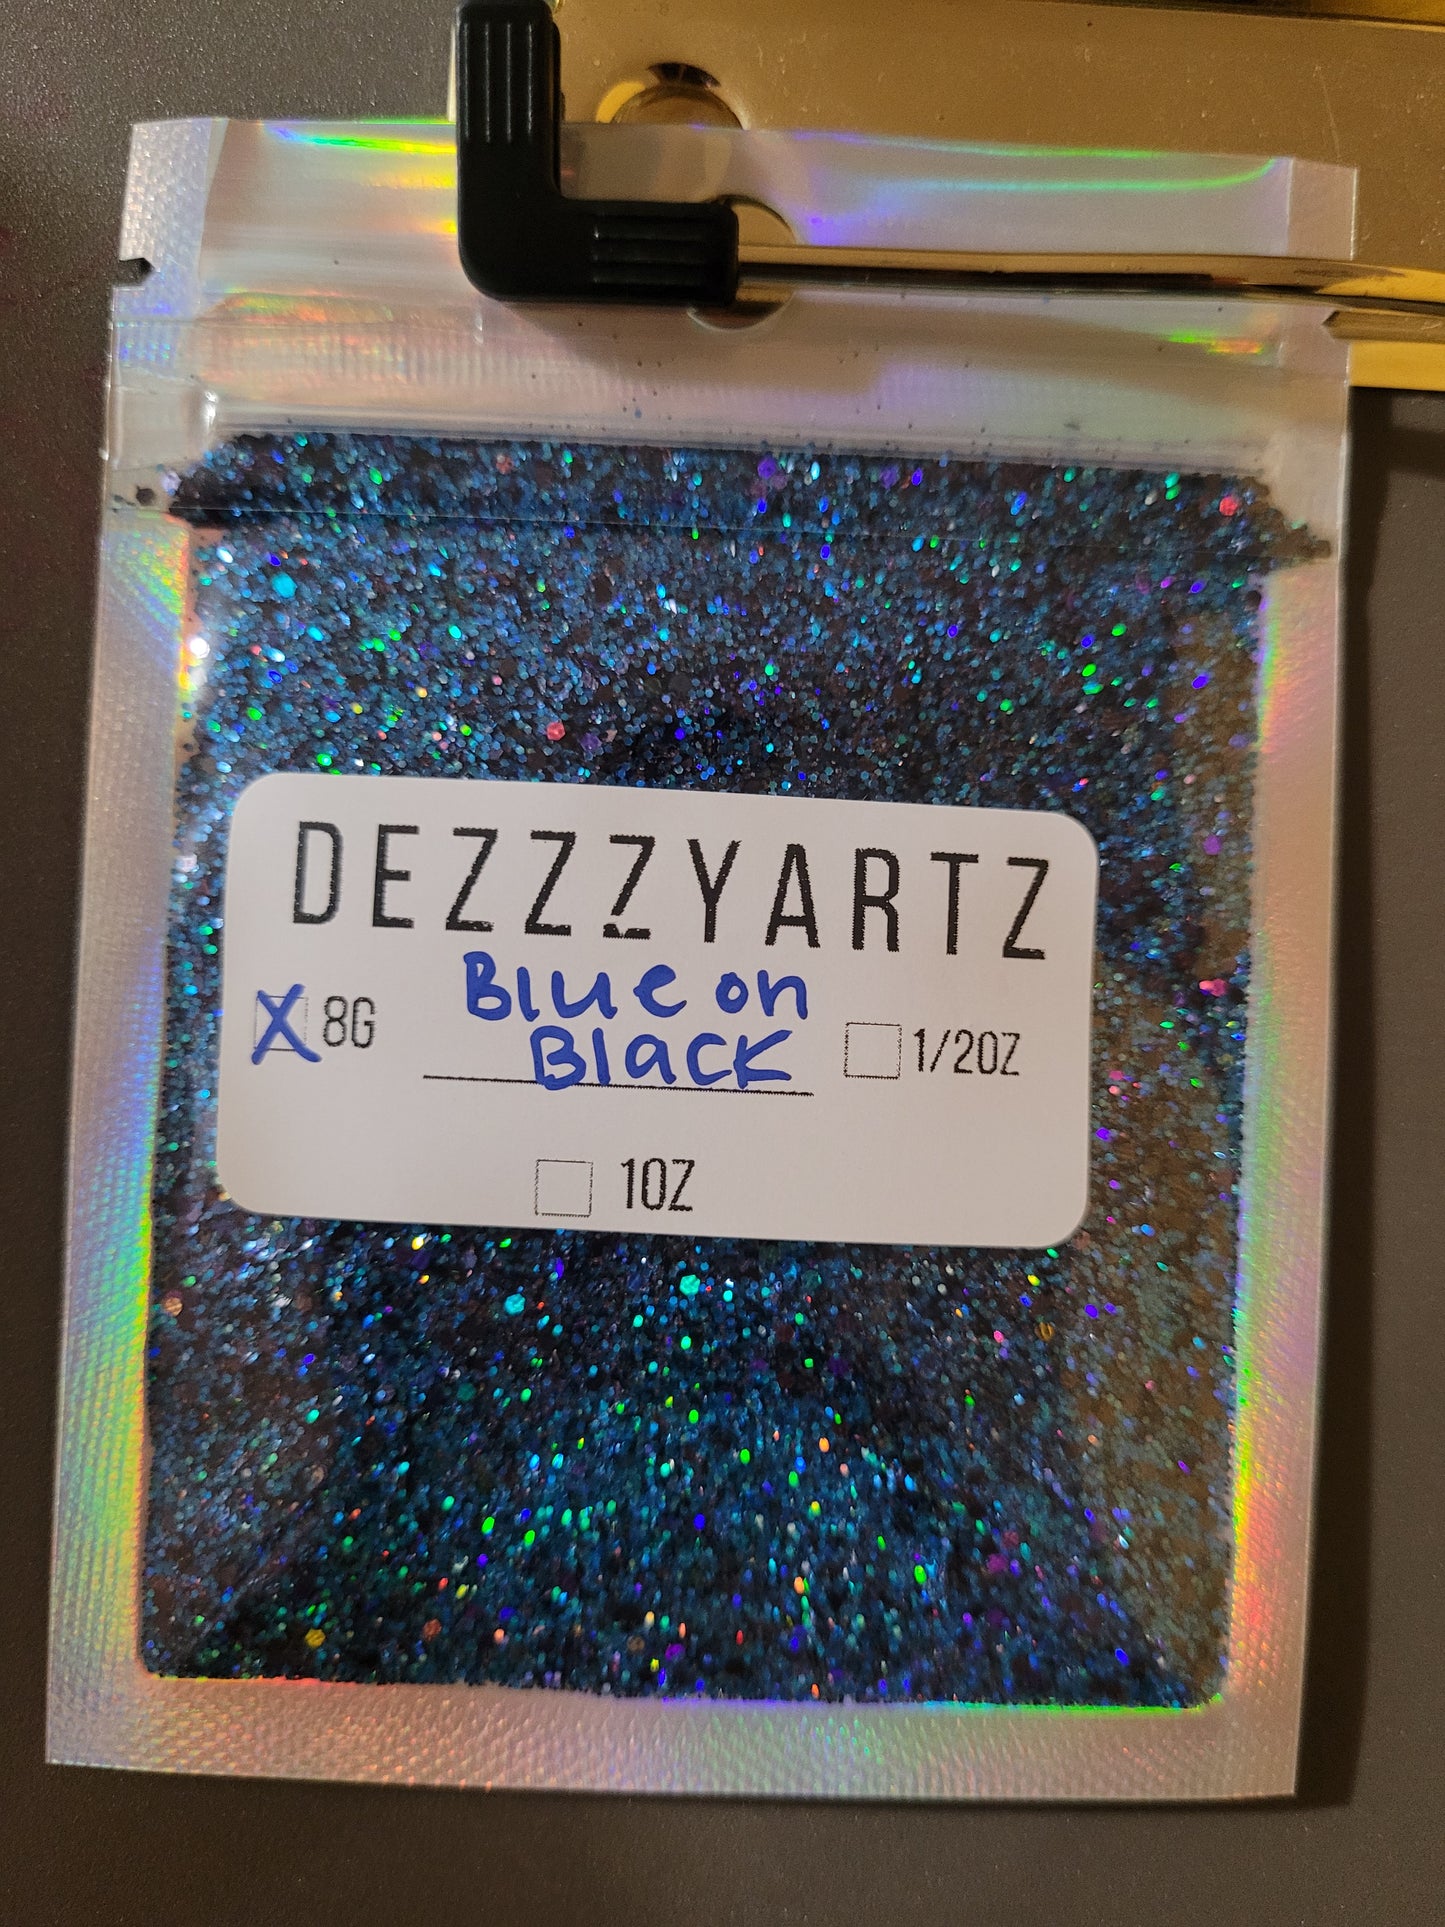 DEZZZYARTZ
Blue on
X 8G Black 1/2OZ
1OZ